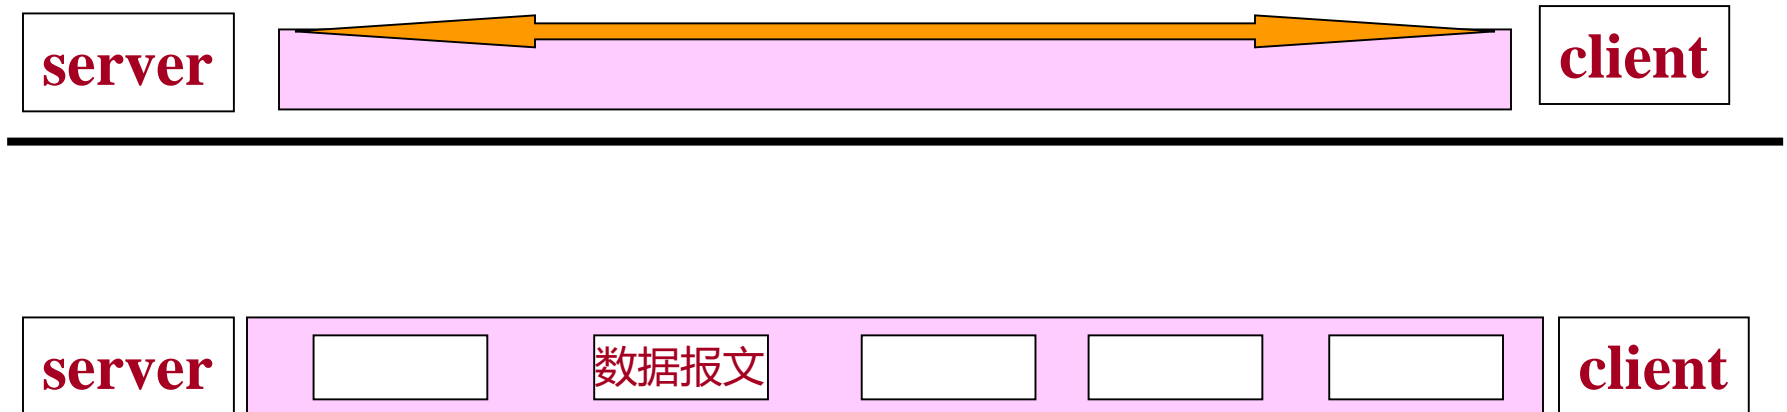 server
client
server
数据报文
client